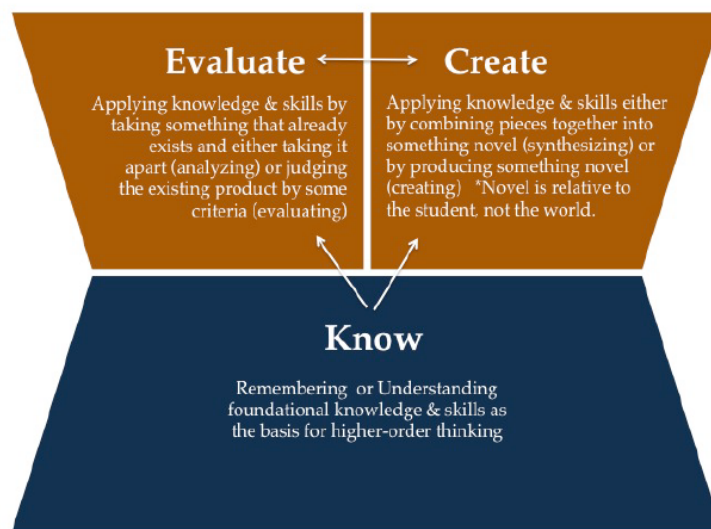 Evaluate
Applying knowledge & skills by
taking something that already
exists and either taking it
apart (analyzing) or judging
the existing product by some
criteria (evaluating)
Create
Applying knowledge & skills either
by combining pieces together into
something novel (synthesizing) or
by producing something novel
(creating) *Novel is relative to
the student, not the world.
Know
Remembering or Understanding
foundational knowledge & skills as
the basis for higher-order thinking